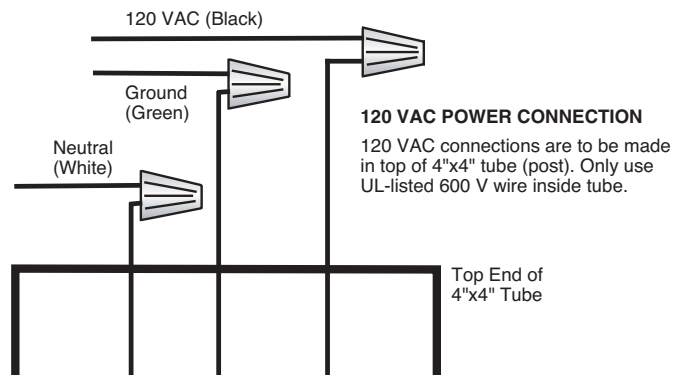 120 VAC (Black)
Ground
(Green)
Neutral
(White)
120 VAC POWER CONNECTION
120 VAC connections are to be made
in top of 4"x4" tube (post). Only use
UL-listed 600 V wire inside tube.
Top End of
4"x4" Tube